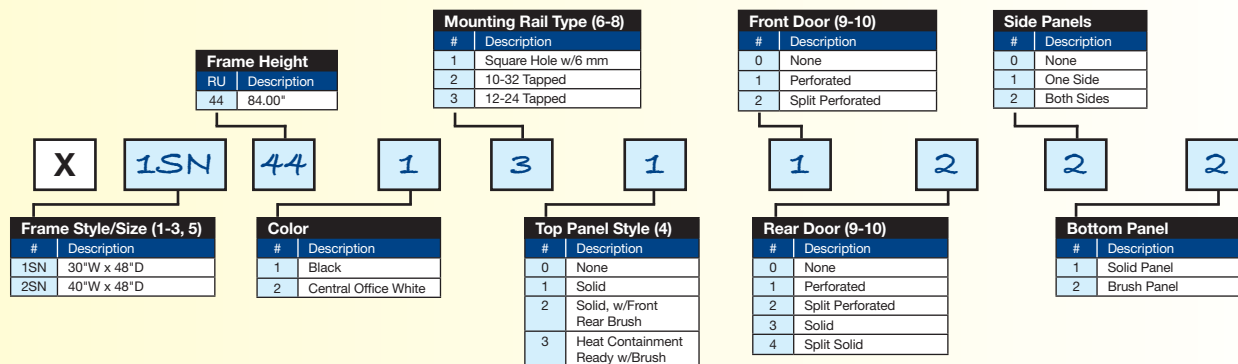 Mounting Rail Type (6-8)
# Description
1 Square Hole w/6 mm
2 10-32 Tapped
3 12-24 Tapped
Front Door (9-10)
# Description
0 None
1 Perforated
2 Split Perforated
Side Panels
# Description
0 None
1 One Side
2 Both Sides
Frame Height
RU Description
44 84.00"
X 1SN 44 1 3 1 1 2 2 2
Frame Style/Size (1-3, 5)
# Description
1SN 30"W x 48"D
2SN 40"W x 48"D
Color
# Description
1 Black
2 Central Office White
Top Panel Style (4)
# Description
0 None
1 Solid
2 Solid, w/Front
Rear Brush
3 Heat Containment
Ready w/Brush
Rear Door (9-10)
# Description
0 None
1 Perforated
2 Split Perforated
3 Solid
4 Split Solid
Bottom Panel
# Description
1 Solid Panel
2 Brush Panel